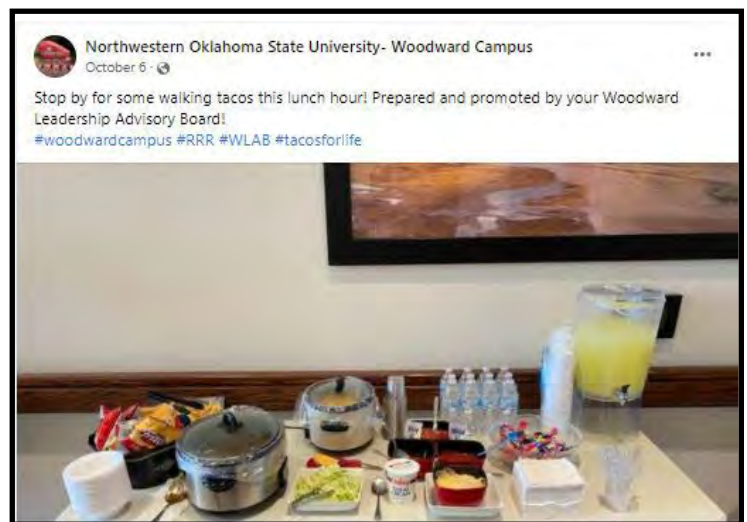 Northwestern Oklahoma State University- Woodward Campus
October 6 ·
Stop by for some walking tacos this lunch hour! Prepared and promoted by your Woodward
Leadership Advisory Board!
#woodwardcampus #RRR #WLAB #tacosforlife